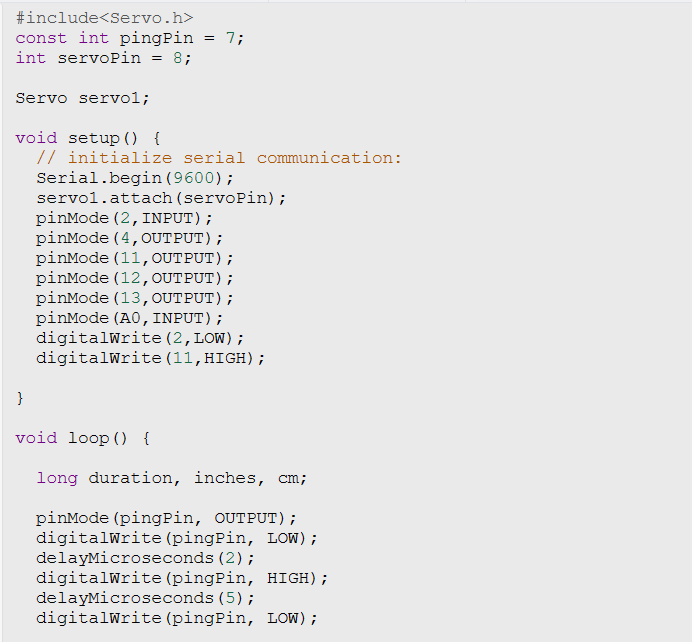 #include<Servo.h>
const int pingPin = 7;
int servoPin = 8;
Servo servo1;
void setup() {
// initialize serial communication:
Serial.begin(9600);
servo1.attach(servoPin);
pinMode(2,INPUT);
pinMode(4,OUTPUT);
pinMode(11,OUTPUT);
pinMode(12,OUTPUT);
pinMode(13,OUTPUT);
pinMode(A0,INPUT);
digitalWrite(2,LOW);
digitalWrite(11,HIGH);
}
void loop() {
long duration, inches, cm;
pinMode(pingPin, OUTPUT);
digitalWrite(pingPin, LOW);
delayMicroseconds(2);
digitalWrite(pingPin, HIGH);
delayMicroseconds(5);
digitalWrite(pingPin, LOW);